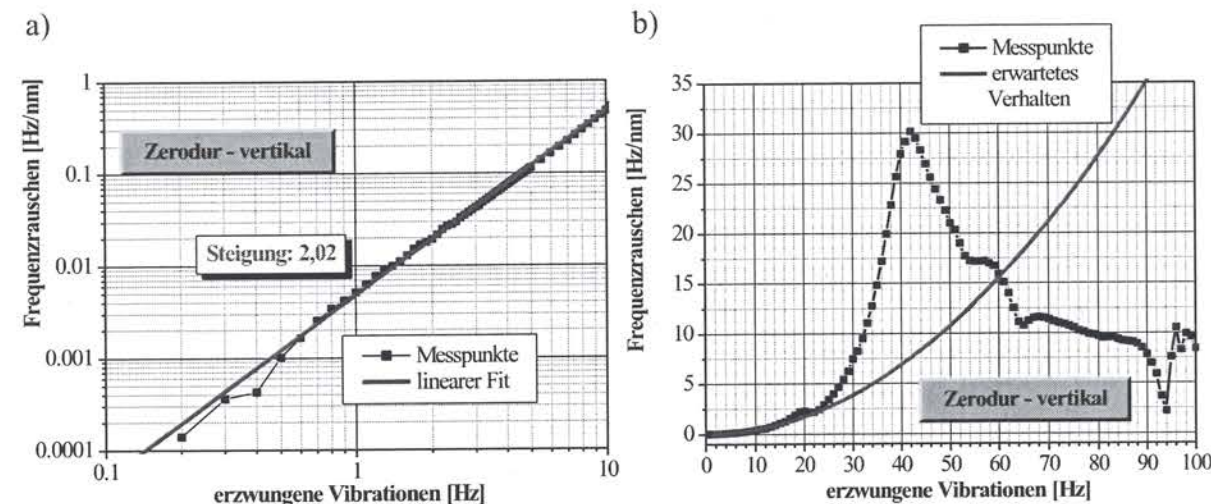 a)
Frequenzrauschen [Hz/nm]
1
0.1
0.01
0.001
0.0001
Zerodur - vertikal
Steigung: 2,02
Messpunkte
linearer Fit
0.1
1
10
erzwungene Vibrationen [Hz]
b)
Frequenzrauschen [Hz/nm]
35
30
25
20
15
10
5
0
Messpunkte
erwartetes
Verhalten
Zerodur - vertikal
0 10 20 30 40 50 60 70 80 90 100
erzwungene Vibrationen [Hz]